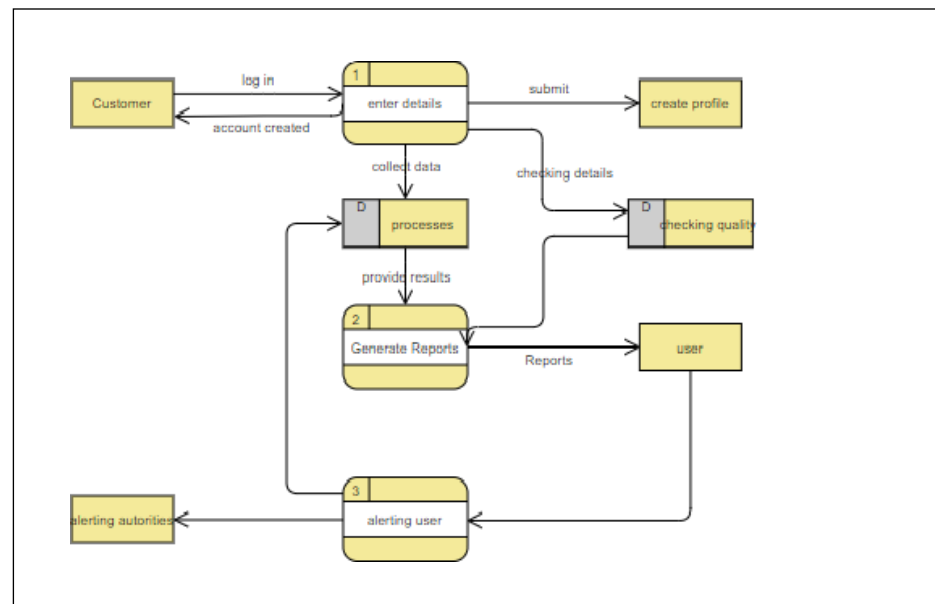 1
log in
submit
Customer
enter details
create profile
account created
collect data
checking details
D
processes
D
checking quality
provide results
2
Generate Reports
user
Reports
3
alerting autorities
alerting user